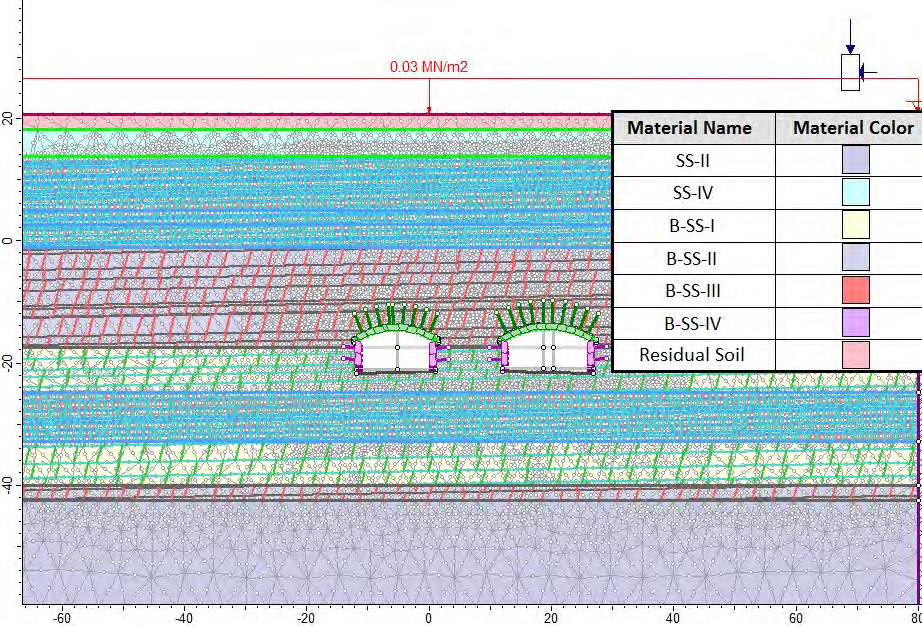 0.03 MN/m2
Material Name Material Color
SS-II
SS-IV
B-SS-I
B-SS-II
B-SS-III
B-SS-IV
Residual Soil
20
0
-20
-40
-60 -40 -20 0 20 40 60 80